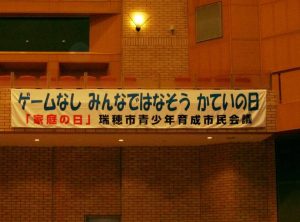 ゲームなし みんなではなそう かていの日
「家庭の日」 瑞穂市青少年育成市民会議